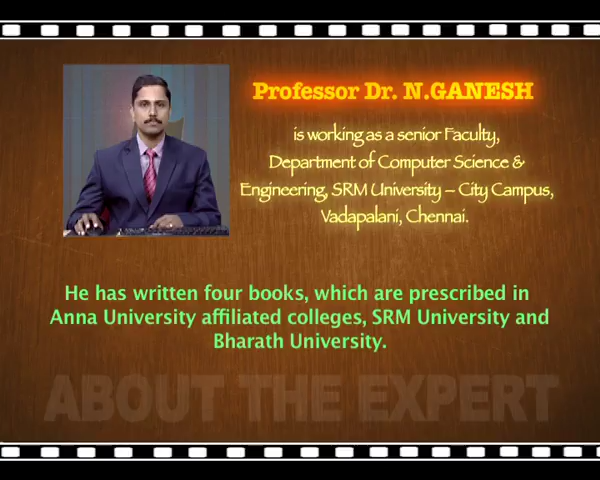 Professor Dr. N.GANESH
is working as a senior Faculty,
Department of Computer Science &
Engineering, SRM University – City Campus,
Vadapalani, Chennai.
He has written four books, which are prescribed in
Anna University affiliated colleges, SRM University and
Bharath University.
ABOUT THE EXPERT